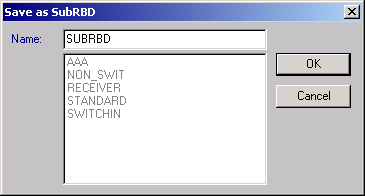 Save as SubRBD
Name:
SUBRBD
AAA
NON_SWIT
RECEIVER
STANDARD
SWITCHIN
OK
Cancel